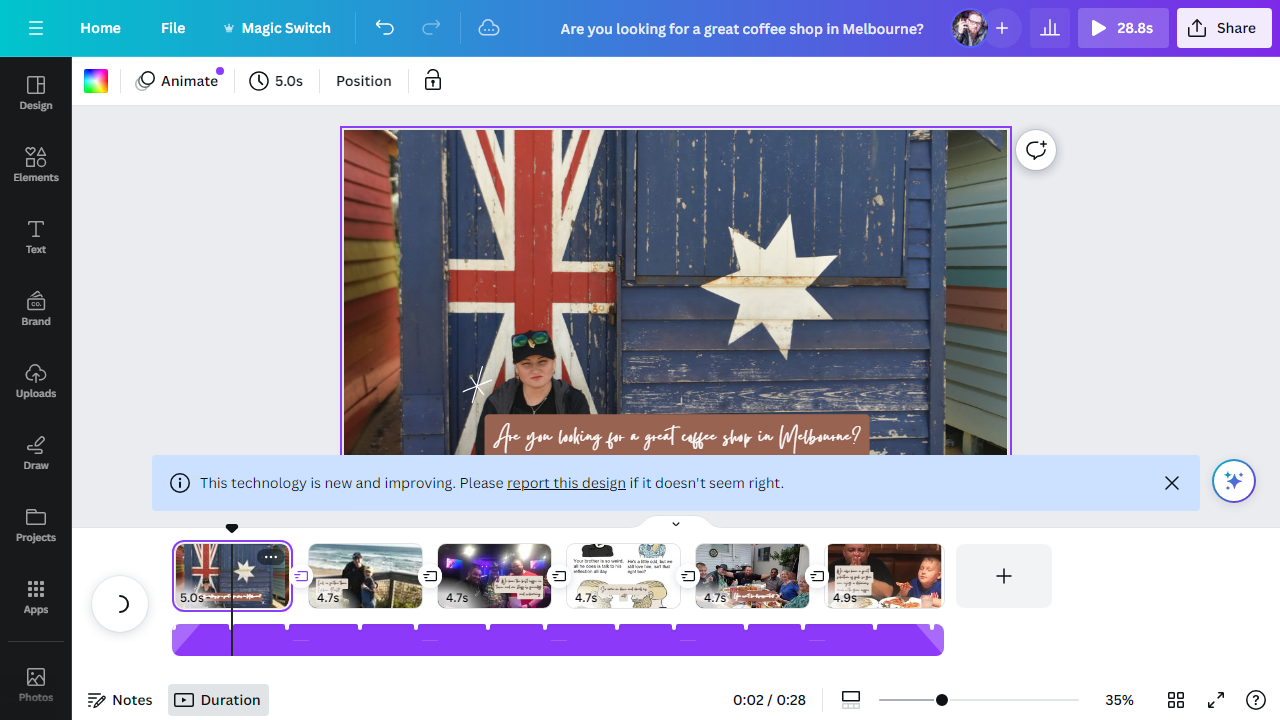 Home
File
Magic Switch
Are you looking for a great coffee shop in Melbourne?
28.8s
Share
Design
Elements
Text
Brand
Uploads
Draw
Projects
Apps
Photos
CO.
Animate
5.0s
Position
Are you looking for a great coffee shop in Melbourne?
This technology is new and improving. Please report this design if it doesn't seem right.
5.0s
4.7s
4.7s
Your brother is so weird, all he does is talk to his reflection all day.
He's a little odd, but we still love him, isn't that right ben?
4.7s
4.7s
4.9s
Notes
Duration
0:02 / 0:28
35%